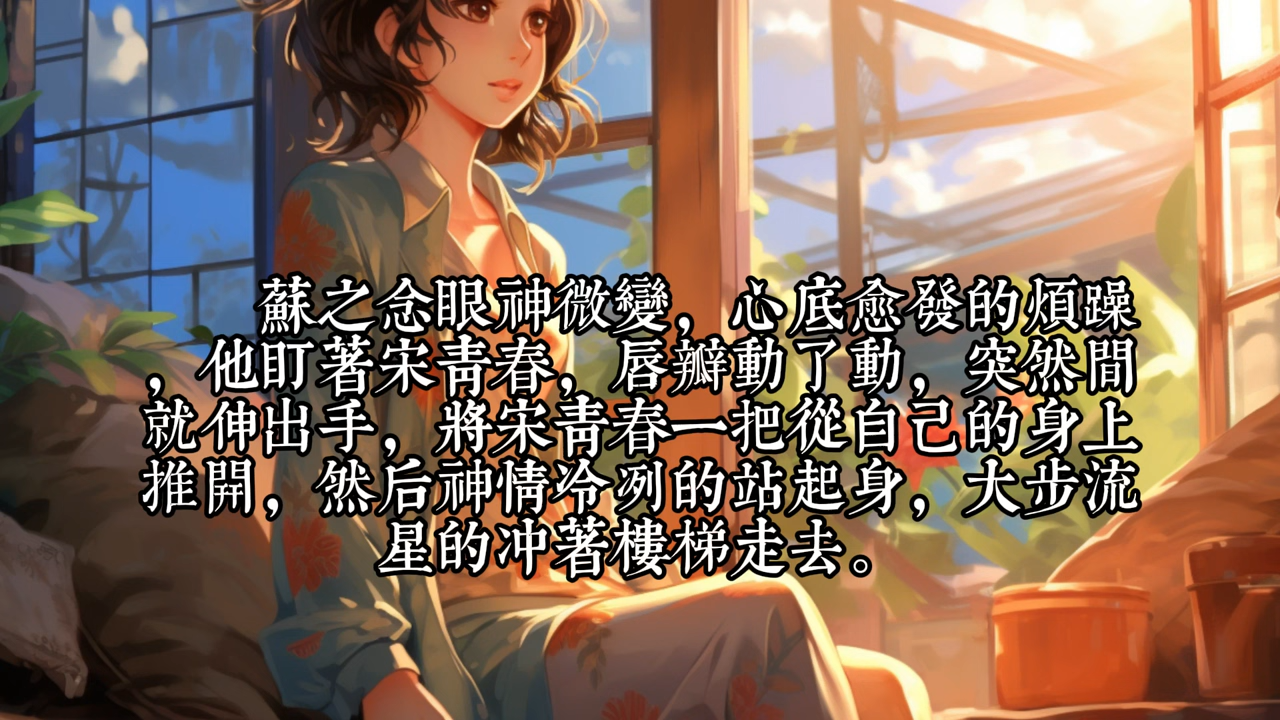 蘇之念眼神微變，心底愈發的煩躁
，他盯著宋青春，唇瓣動了動，突然間
就伸出手，將宋青春一把從自己的身上
推開，然后神情冷冽的站起身，大步流
星的冲著樓梯走去。